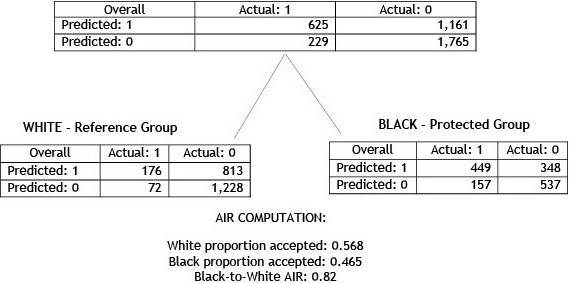 Overall Actual: 1 Actual: 0
Predicted: 1 625 1,161
Predicted: 0 229 1,765
WHITE - Reference Group
BLACK - Protected Group
Overall Actual: 1 Actual: 0
Predicted: 1 176 813
Predicted: 0 72 1,228
Overall Actual: 1 Actual: 0
Predicted: 1 449 348
Predicted: 0 157 537
AIR COMPUTATION:
White proportion accepted: 0.568
Black proportion accepted: 0.465
Black-to-White AIR: 0.82